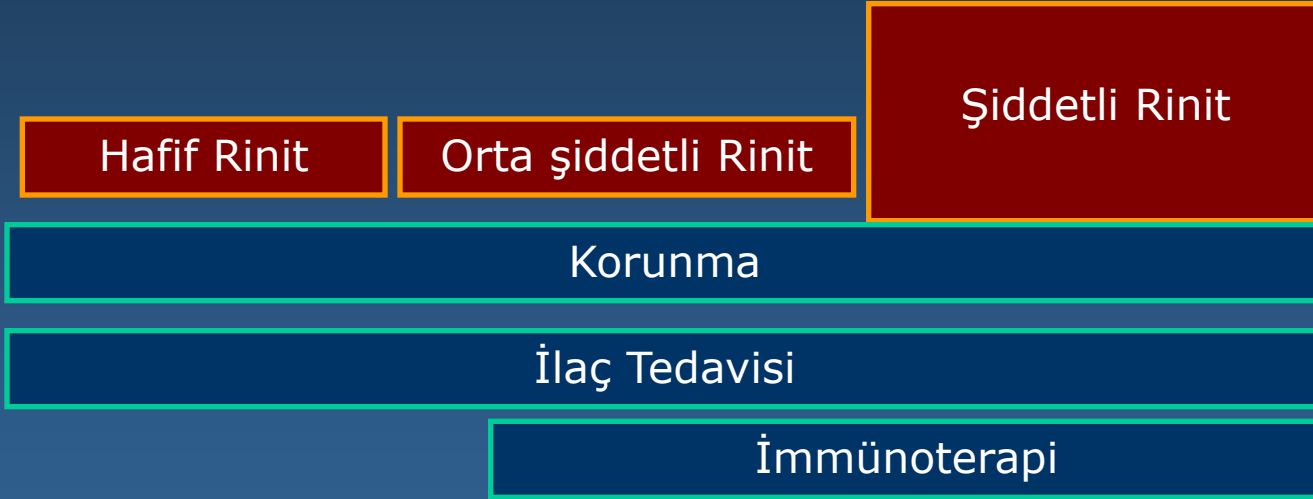 Şiddetli Rinit
Hafif Rinit
Orta şiddetli Rinit
Korunma
İlaç Tedavisi
İmmünoterapi